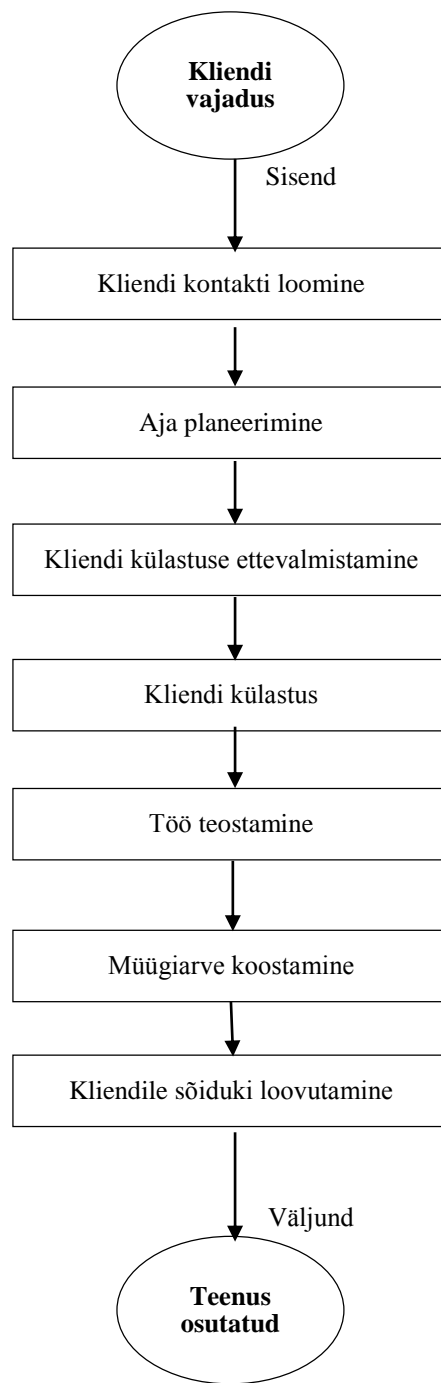 Kliendi
vajadus
Sisend
Kliendi kontakti loomine
Aja planeerimine
Kliendi külastuse ettevalmistamine
Kliendi külastus
Töö teostamine
Müügiarve koostamine
Kliendile sõiduki loovutamine
Väljund
Teenus
osutatud